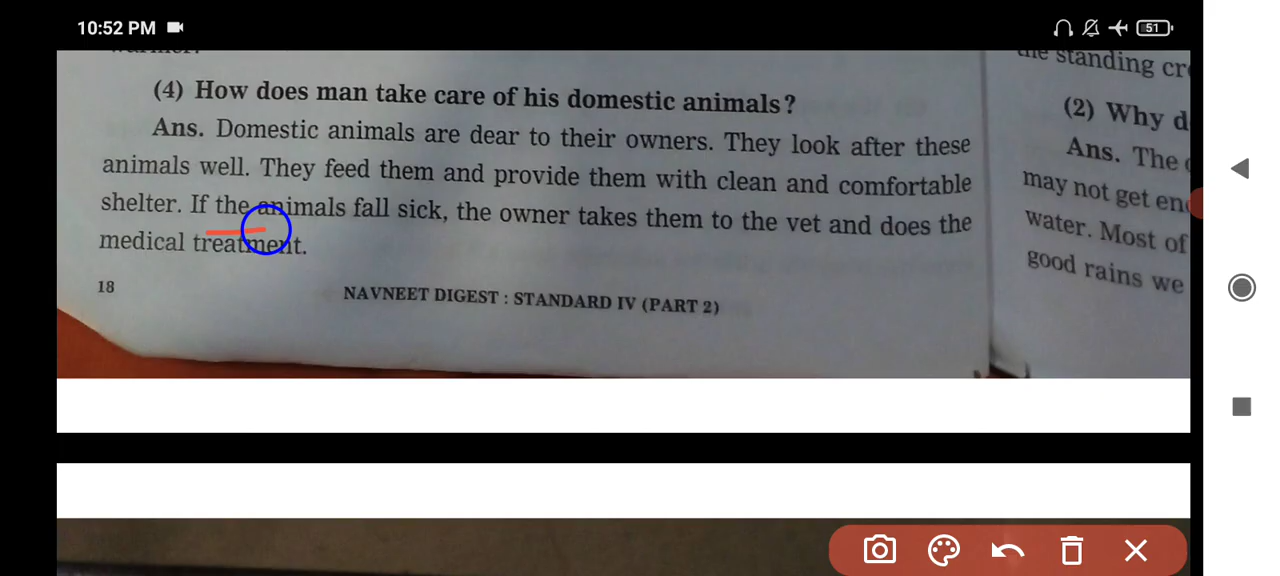 10:52 PM
51
(4) How does man take care of his domestic animals?
Ans. Domestic animals are dear to their owners. They look after these
animals well. They feed them and provide them with clean and comfortable
shelter. If the animals fall sick, the owner takes them to the vet and does the
medical treatment.
18
NAVNEET DIGEST : STANDARD IV (PART 2)
the standing
(2) Why
Ans. The
may not get
water. Most of
good rains we